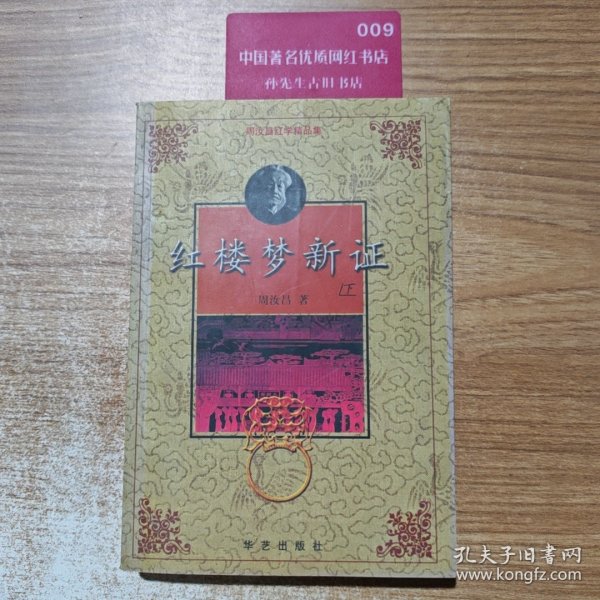 009
中国著名优质网红书店
孙先生古旧书店
周汝昌红学精品集
红楼梦新证
下
周汝昌 著
华艺出版社
孔夫子旧書网
www.kongfz.com